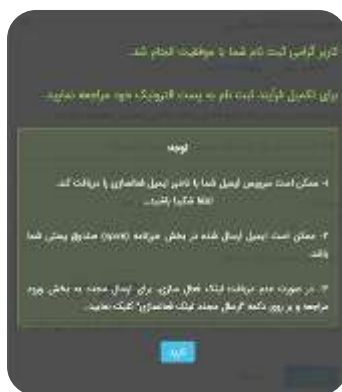 کاربر گرامی ثبت نام شما با موفقیت انجام شد.
برای تکمیل فرآیند ثبت نام به پست الکترونیک خود مراجعه نمایید.
توجه:
۱- ممکن است سرویس ایمیل شما با تاخیر ایمیل فعالسازی را دریافت کند.
لطفا شکیبا باشید...
۲- ممکن است ایمیل ارسال شده در بخش هرزنامه (spam) صندوق پستی شما
باشد.
۳- در صورت عدم دریافت لینک فعال سازی، برای ارسال مجدد به بخش ورود
مراجعه و بر روی دکمه "ارسال مجدد لینک فعالسازی" کلیک نمایید.
تایید